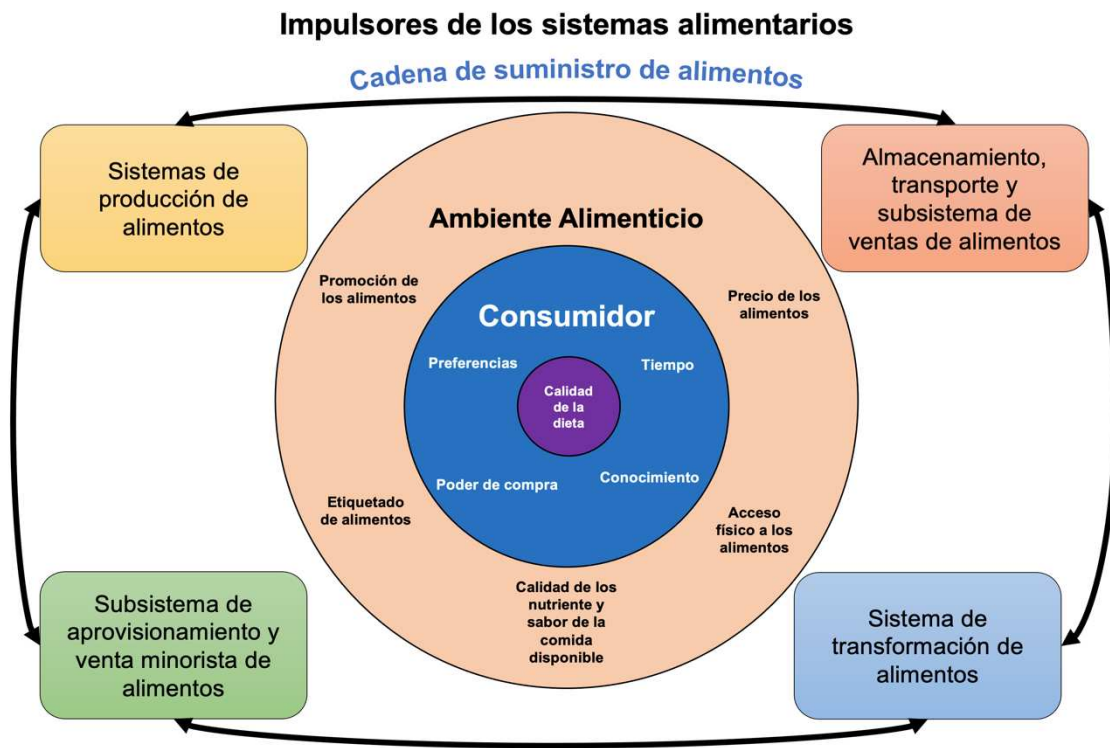 Impulsores de los sistemas alimentarios
Cadena de suministro de alimentos
Sistemas de
producción de
alimentos
Almacenamiento,
transporte y
subsistema de
ventas de alimentos
Ambiente Alimenticio
Promoción de
los alimentos
Precio de los
alimentos
Consumidor
Preferencias
Tiempo
Calidad
de la
dieta
Poder de compra
Conocimiento
Etiquetado
de alimentos
Acceso
físico a los
alimentos
Calidad de los
nutriente y
sabor de la
comida
disponible
Subsistema de
aprovisionamiento y
venta minorista de
alimentos
Sistema de
transformación de
alimentos